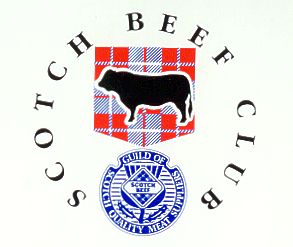 SCOTCH BEEF CLUB
GUILD OF
SCOTCH QUALITY MEAT SUPPLIERS
SCOTCH
BEEF